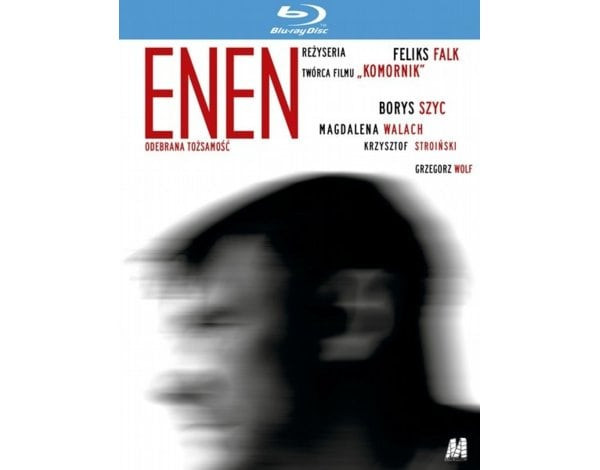 Blu-ray Disc
ENEN
ODEBRANA TOŻSAMOŚĆ
REŻYSERIA FELIKS FALK
TWÓRCA FILMU „KOMORNIK”
BORYS SZYC
MAGDALENA WALACH
KRZYSZTOF STROIŃSKI
GRZEGORZ WOLF